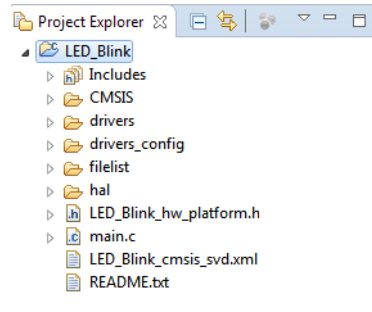 Project Explorer
LED_Blink
Includes
CMSIS
drivers
drivers_config
filelist
hal
LED_Blink_hw_platform.h
main.c
LED_Blink_cmsis_svd.xml
README.txt